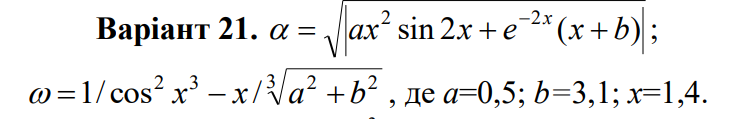 Варіант 21. α = √|ax² sin 2x + e⁻²ˣ(x + b)| ;
ω = 1/ cos² x³ − x / ∛a² + b² , де a=0,5; b=3,1; x=1,4.